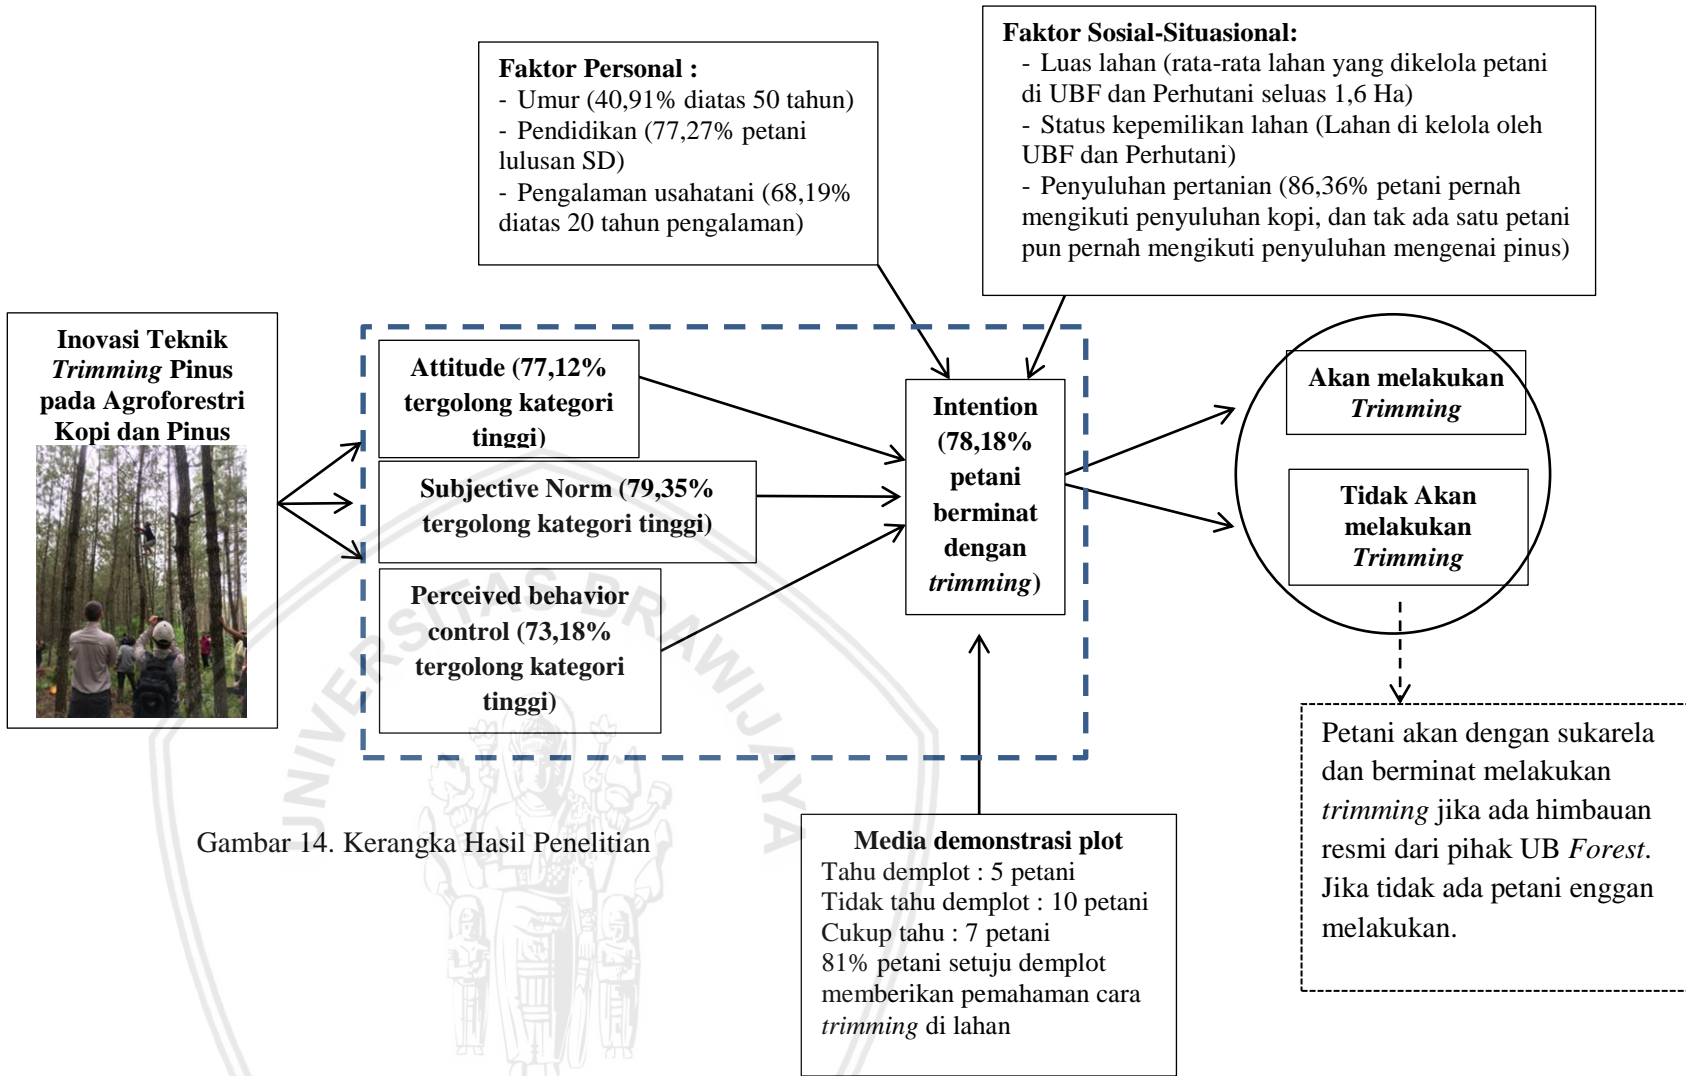 Faktor Personal :
- Umur (40,91% diatas 50 tahun)
- Pendidikan (77,27% petani
lulusan SD)
- Pengalaman usahatani (68,19%
diatas 20 tahun pengalaman)
Faktor Sosial-Situasional:
- Luas lahan (rata-rata lahan yang dikelola petani
di UBF dan Perhutani seluas 1,6 Ha)
- Status kepemilikan lahan (Lahan di kelola oleh
UBF dan Perhutani)
- Penyuluhan pertanian (86,36% petani pernah
mengikuti penyuluhan kopi, dan tak ada satu petani
pun pernah mengikuti penyuluhan mengenai pinus)
Inovasi Teknik
Trimming Pinus
pada Agroforestri
Kopi dan Pinus
Attitude (77,12%
tergolong kategori
tinggi)
Subjective Norm (79,35%
tergolong kategori tinggi)
Perceived behavior
control (73,18%
tergolong kategori
tinggi)
Intention
(78,18%
petani
berminat
dengan
trimming)
Akan melakukan
Trimming
Tidak Akan
melakukan
Trimming
Petani akan dengan sukarela
dan berminat melakukan
trimming jika ada himbauan
resmi dari pihak UB Forest.
Jika tidak ada petani enggan
melakukan.
Media demonstrasi plot
Tahu demplot : 5 petani
Tidak tahu demplot : 10 petani
Cukup tahu : 7 petani
81% petani setuju demplot
memberikan pemahaman cara
trimming di lahan
Gambar 14. Kerangka Hasil Penelitian
UNIVERSITAS BRAWIJAYA